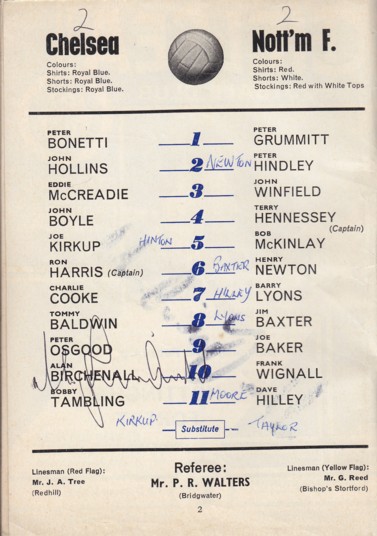 2 2
Chelsea Nott'm F.
Colours: Colours:
Shirts: Royal Blue. Shirts: Red.
Shorts: Royal Blue. Shorts: White.
Stockings: Royal Blue. Stockings: Red with White Tops
PETER BONETTI 1 PETER GRUMMITT
JOHN HOLLINS 2 NEWTON PETER HINDLEY
EDDIE McCREADIE 3 JOHN WINFIELD
JOHN BOYLE 4 TERRY HENNESSEY (Captain)
JOE KIRKUP HINTON 5 BOB McKINLAY
RON HARRIS (Captain) 6 BAXTER HENRY NEWTON
CHARLIE COOKE 7 HILLEY BARRY LYONS
TOMMY BALDWIN 8 LYONS JIM BAXTER
PETER OSGOOD 9 JOE BAKER
ALAN BIRCHENALL 10 FRANK WIGNALL
BOBBY TAMBLING 11 MOORE DAVE HILLEY
KIRKUP Substitute TAYLOR
Linesman (Red Flag): Referee: Linesman (Yellow Flag):
Mr. J. A. Tree Mr. P. R. WALTERS Mr. G. Reed
(Redhill) (Bridgwater) (Bishop's Stortford)
2